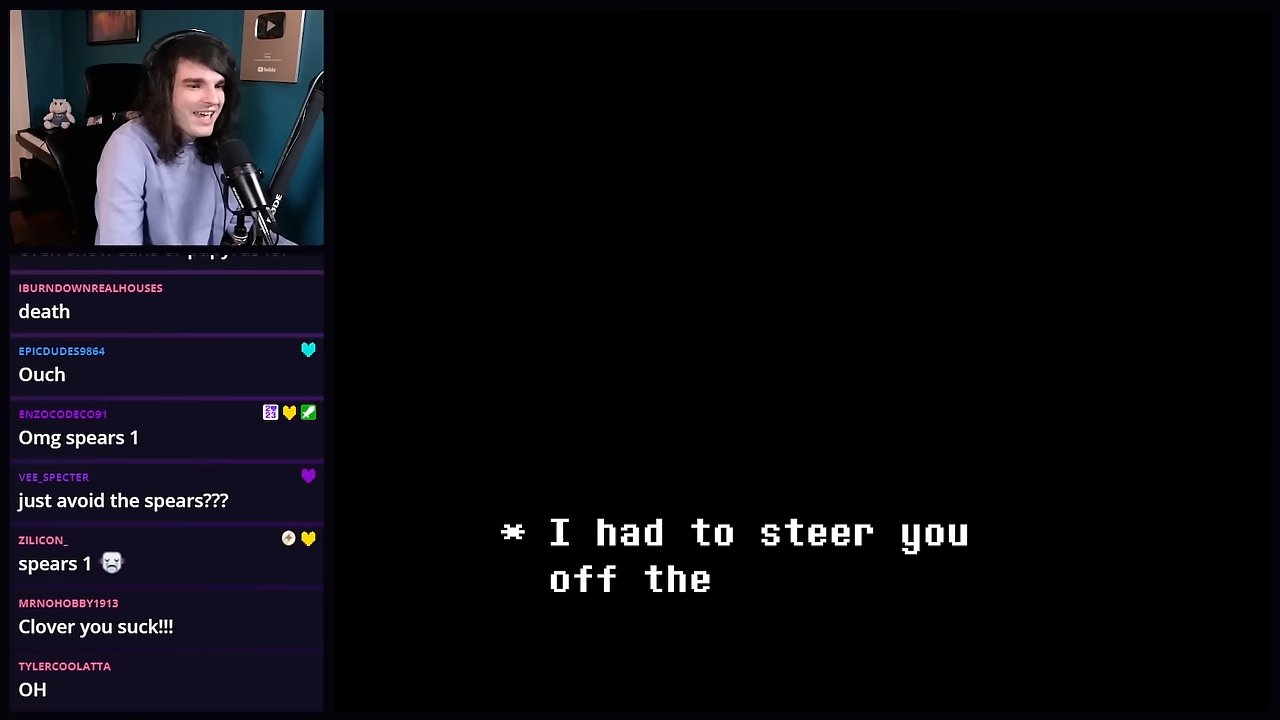 IBURNDOWNREALHOUSES
death
EPICDUDES9864
Ouch
ENZOCODECO91
Omg spears 1
VEE_SPECTER
just avoid the spears???
ZILICON_
spears 1
MRNOHOBBY1913
Clover you suck!!!
TYLERCOOLATTA
OH
* I had to steer you
off the